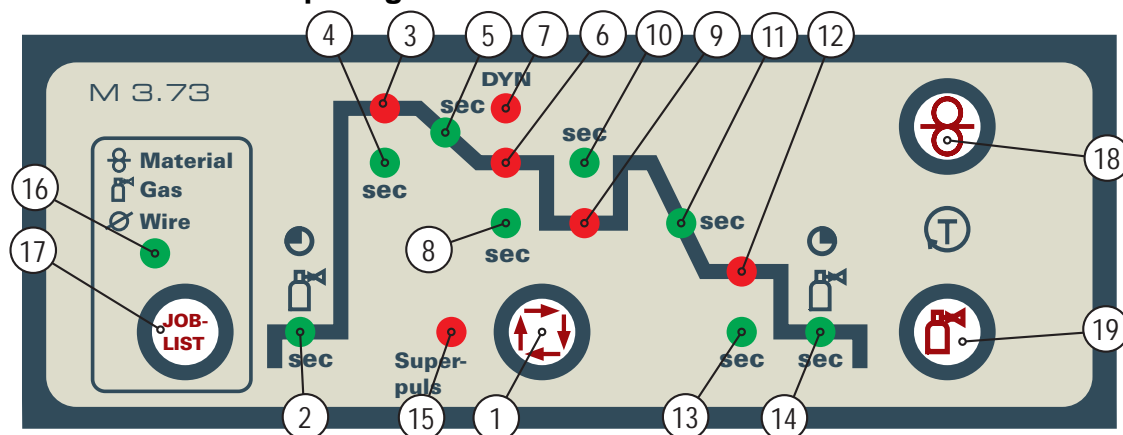 4
3
5
7
6
10
9
11
12
M 3.73
DYN
sec
sec
Material
Gas
Wire
sec
sec
sec
16
17
18
8
T
JOB-
LIST
sec
Super-
puls
sec
sec
19
2
15
1
13
14